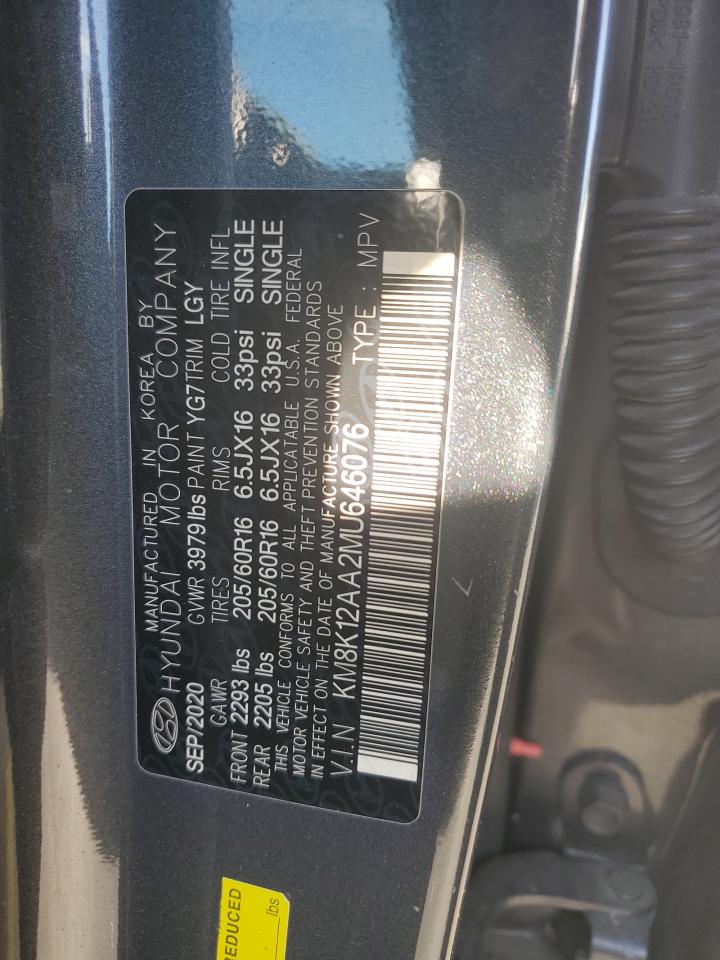 MANUFACTURED IN KOREA BY
HYUNDAI MOTOR COMPANY
SEP/2020 GVWR 3979lbs PAINT YG7 TRIM LGY
GAWR TIRES RIMS COLD TIRE INFL
FRONT 2293 lbs 205/60R16 6.5JX16 33psi SINGLE
REAR 2205 lbs 205/60R16 6.5JX16 33psi SINGLE
THIS VEHICLE CONFORMS TO ALL APPLICATABLE U.S.A. FEDERAL
MOTOR VEHICLE SAFETY AND THEFT PREVENTION STANDARDS
IN EFFECT ON THE DATE OF MANUFACTURE SHOWN ABOVE
V.I.N KM8K12AA2MU646076 TYPE : MPV
REDUCED
lbs